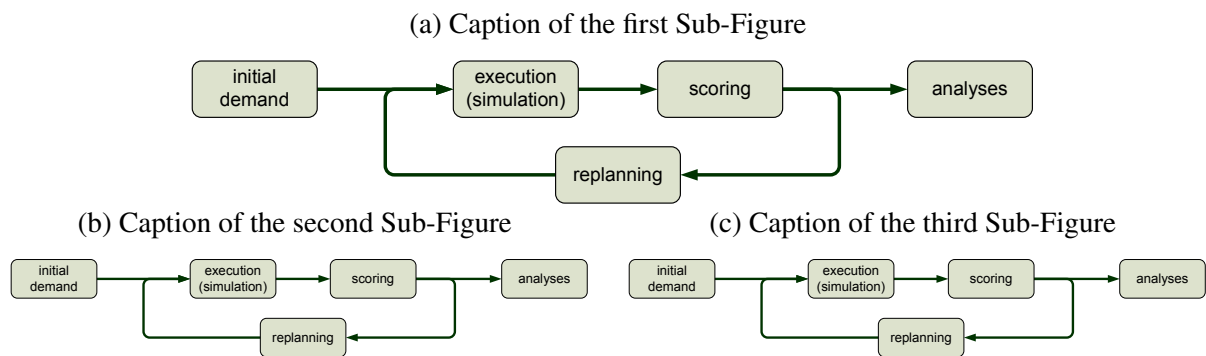 (a) Caption of the first Sub-Figure
initial
demand
execution
(simulation)
scoring
analyses
replanning
(b) Caption of the second Sub-Figure
initial
demand
execution
(simulation)
scoring
analyses
replanning
(c) Caption of the third Sub-Figure
initial
demand
execution
(simulation)
scoring
analyses
replanning